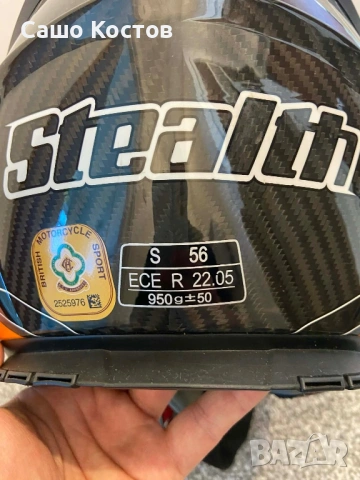 Сашо Костов
Stealth
BRITISH MOTORCYCLE SPORT
2525976
S 56
ECE R 22.05
950g±50
BAZAR